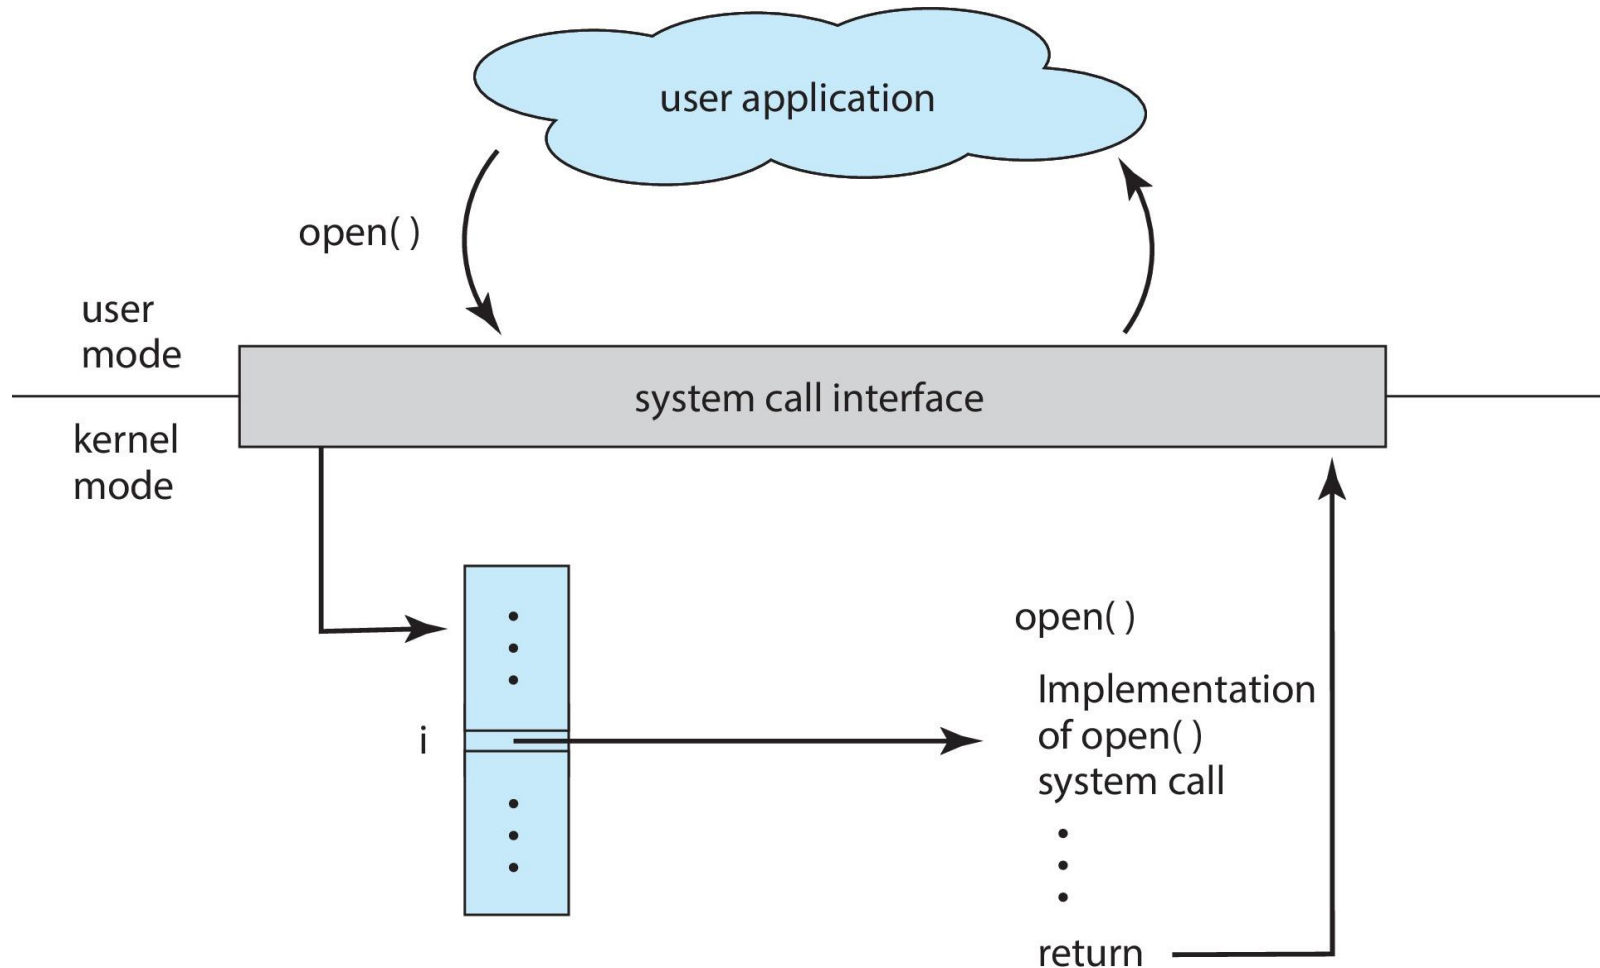 user application
open( )
user
mode
system call interface
kernel
mode
open( )
Implementation
of open( )
system call
i
return